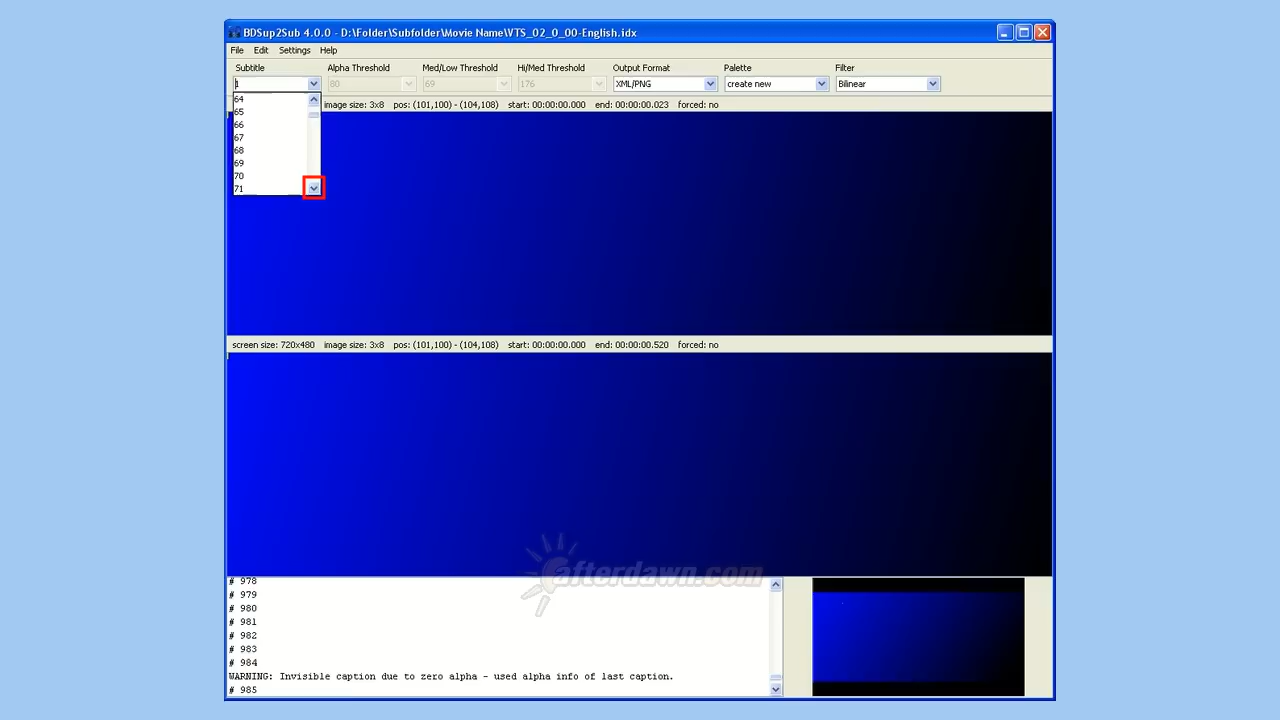 BDSup2Sub 4.0.0 - D:\Folder\Subfolder\Movie Name\VTS_02_0_00-English.idx
File Edit Settings Help
Subtitle Alpha Threshold Med/Low Threshold Hi/Med Threshold Output Format Palette Filter
1 80 69 176 XML/PNG create new Bilinear
image size: 3x8 pos: (101,100) - (104,108) start: 00:00:00.000 end: 00:00:00.023 forced: no
64
65
66
67
68
69
70
71
screen size: 720x480 image size: 3x8 pos: (101,100) - (104,108) start: 00:00:00.000 end: 00:00:00.520 forced: no
afterdawn.com
# 978
# 979
# 980
# 981
# 982
# 983
# 984
WARNING: Invisible caption due to zero alpha - used alpha info of last caption.
# 985